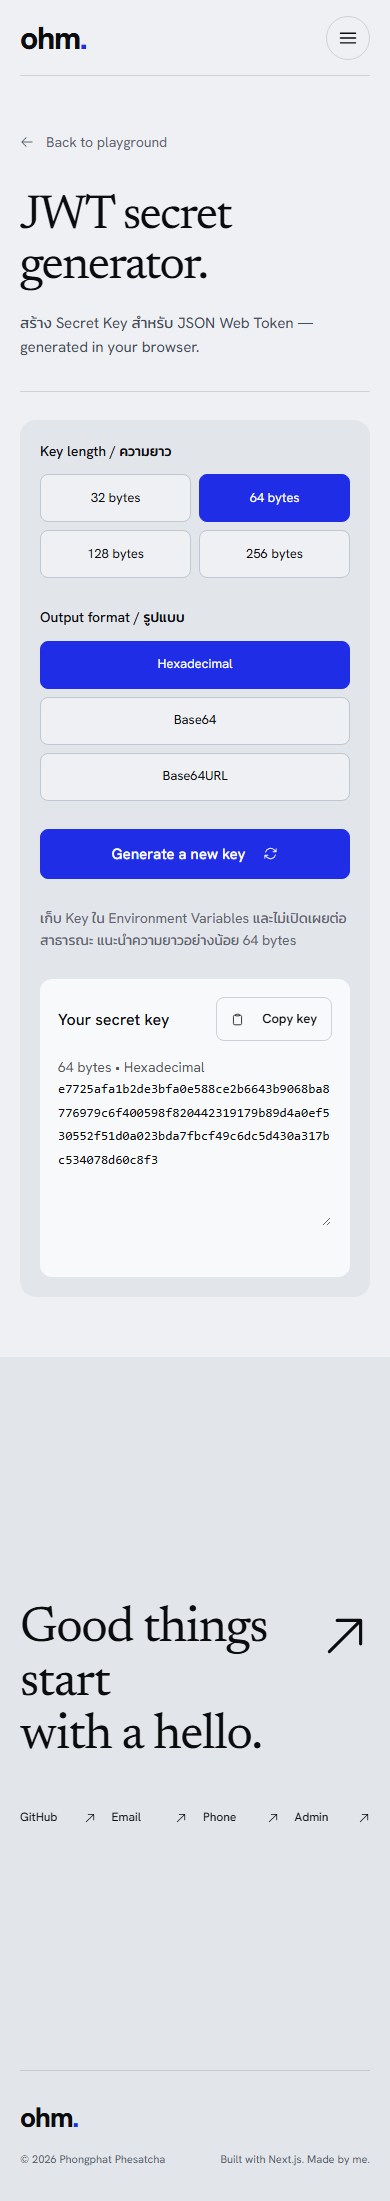 ohm.
Back to playground
JWT secret
generator.
สร้าง Secret Key สำหรับ JSON Web Token —
generated in your browser.
Key length / ความยาว
32 bytes
64 bytes
128 bytes
256 bytes
Output format / รูปแบบ
Hexadecimal
Base64
Base64URL
Generate a new key
เก็บ Key ใน Environment Variables และไม่เปิดเผยต่อ
สาธารณะ แนะนำความยาวอย่างน้อย 64 bytes
Your secret key
Copy key
64 bytes • Hexadecimal
e7725afa1b2de3bfa0e588ce2b6643b9068ba8
776979c6f400598f820442319179b89d4a0ef5
30552f51d0a023bda7fbcf49c6dc5d430a317b
c534078d60c8f3
Good things
start
with a hello.
GitHub
Email
Phone
Admin
ohm.
© 2026 Phongphat Phesatcha
Built with Next.js. Made by me.